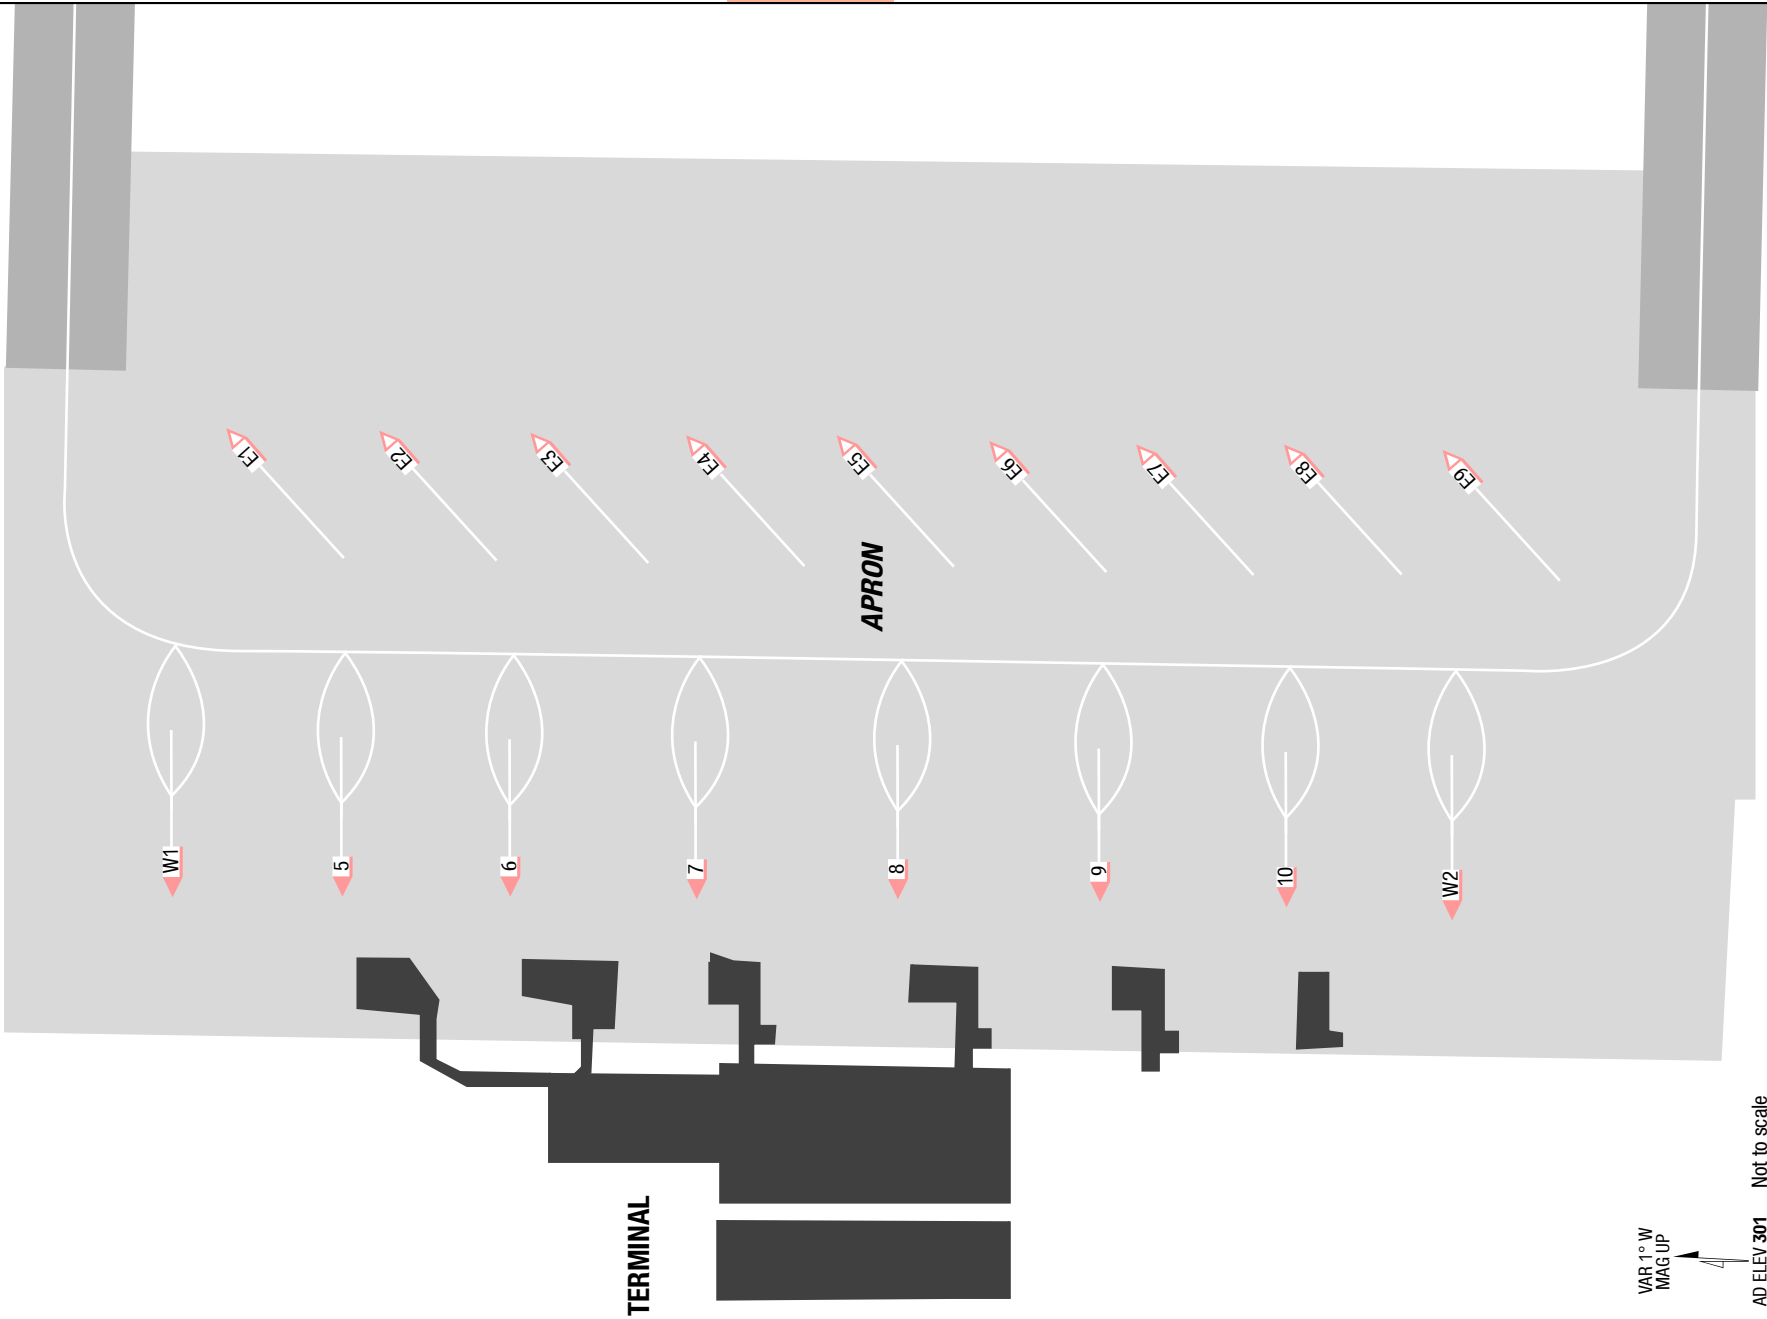 E1
E2
E3
E4
E5
E6
E7
E8
E9
APRON
W1
5
6
7
8
9
10
W2
TERMINAL
VAR 1° W
MAG UP
AD ELEV 301 Not to scale